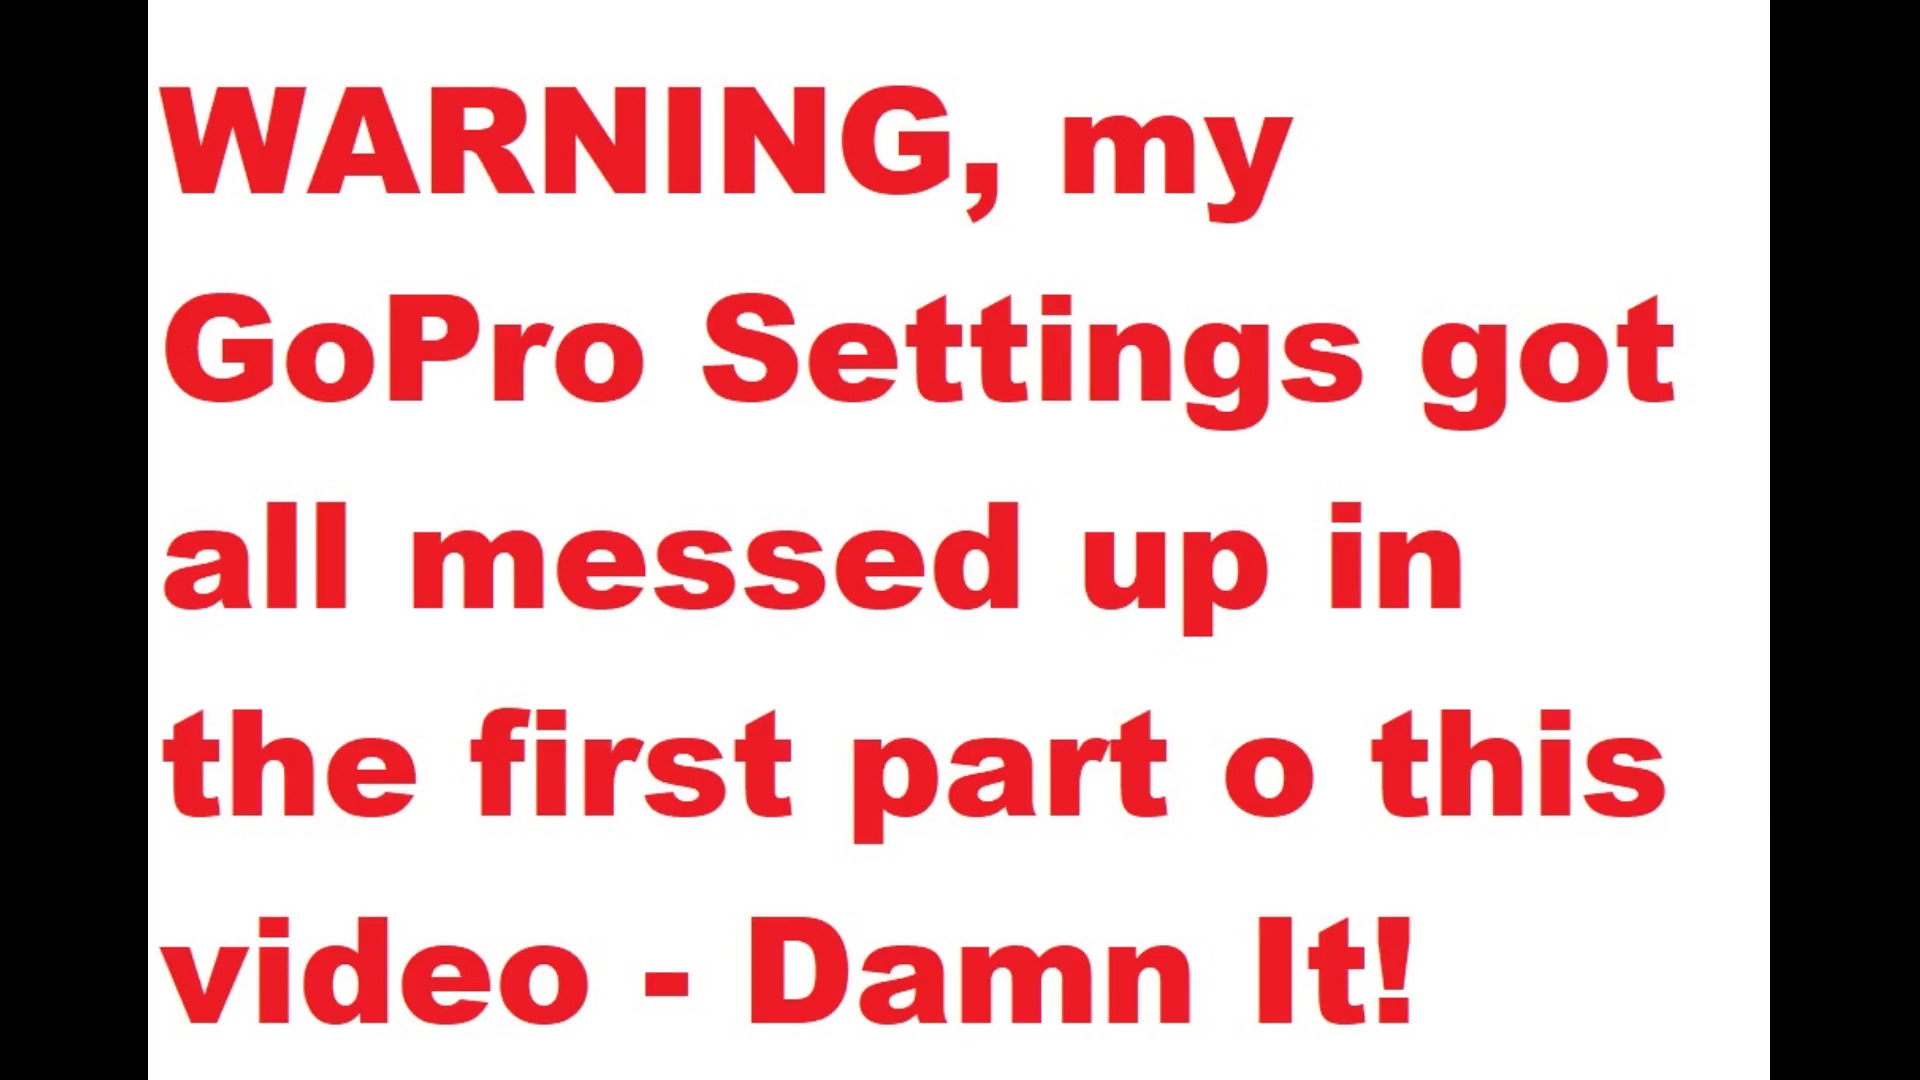 WARNING, my
GoPro Settings got
all messed up in
the first part o this
video - Damn It!